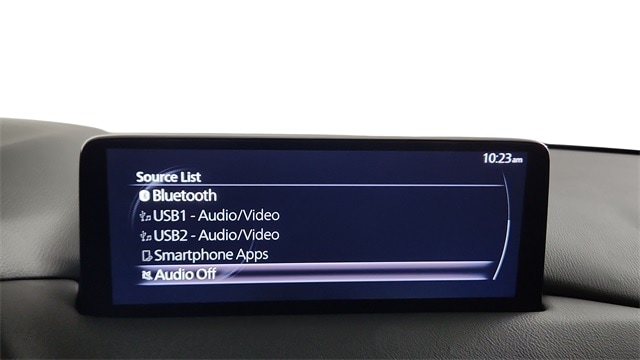 10:23am
Source List
Bluetooth
USB1 - Audio/Video
USB2 - Audio/Video
Smartphone Apps
Audio Off